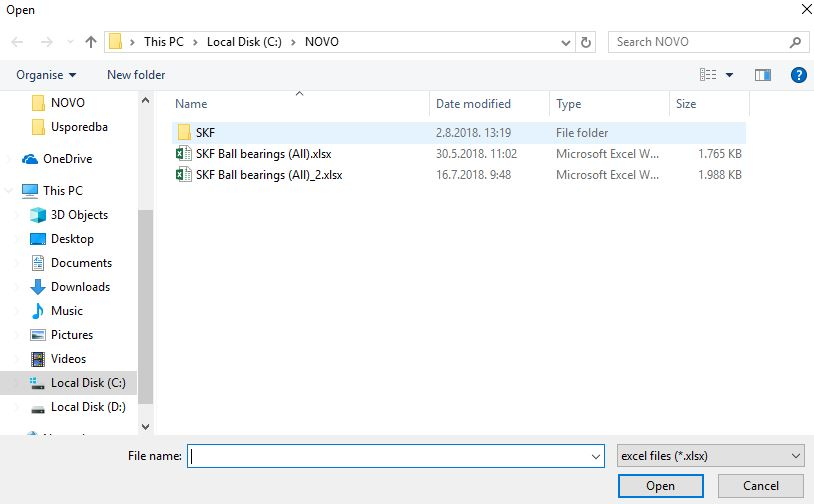 Open
This PC > Local Disk (C:) > NOVO
Search NOVO
Organise
New folder
?
Name Date modified Type Size
SKF 2.8.2018. 13:19 File folder
SKF Ball bearings (All).xlsx 30.5.2018. 11:02 Microsoft Excel W... 1.765 KB
SKF Ball bearings (All)_2.xlsx 16.7.2018. 9:48 Microsoft Excel W... 1.988 KB
NOVO
Usporedba
OneDrive
This PC
3D Objects
Desktop
Documents
Downloads
Music
Pictures
Videos
Local Disk (C:)
Local Disk (D:)
File name:
excel files (*.xlsx)
Open Cancel